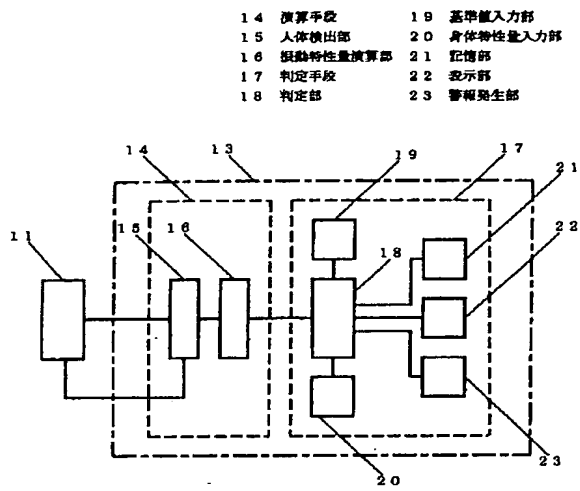 14 演算手段 19 基準値入力部
15 人体検出部 20 身体特性量入力部
16 振動特性量演算部 21 記憶部
17 判定手段 22 表示部
18 判定部 23 警報発生部
14 13 19 17
21
11 15 16 22
18
20 23